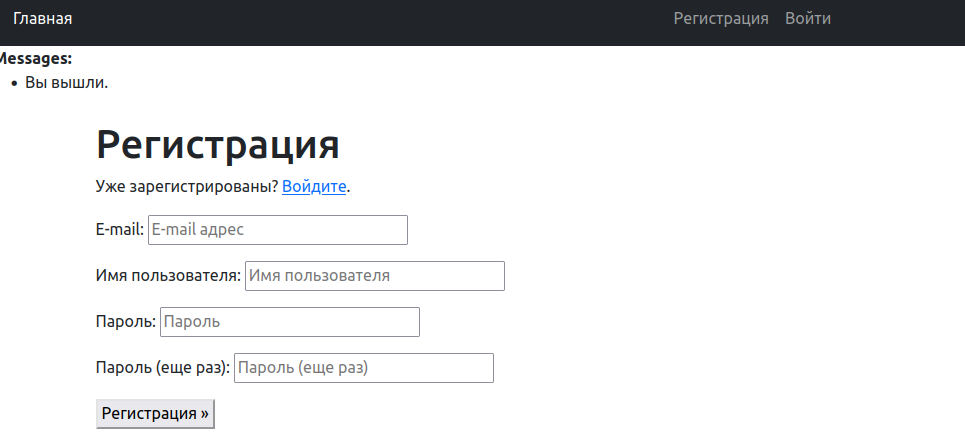 Главная Регистрация Войти
Messages:
• Вы вышли.
Регистрация
Уже зарегистрированы? Войдите.
E-mail: E-mail адрес
Имя пользователя: Имя пользователя
Пароль: Пароль
Пароль (еще раз): Пароль (еще раз)
Регистрация »